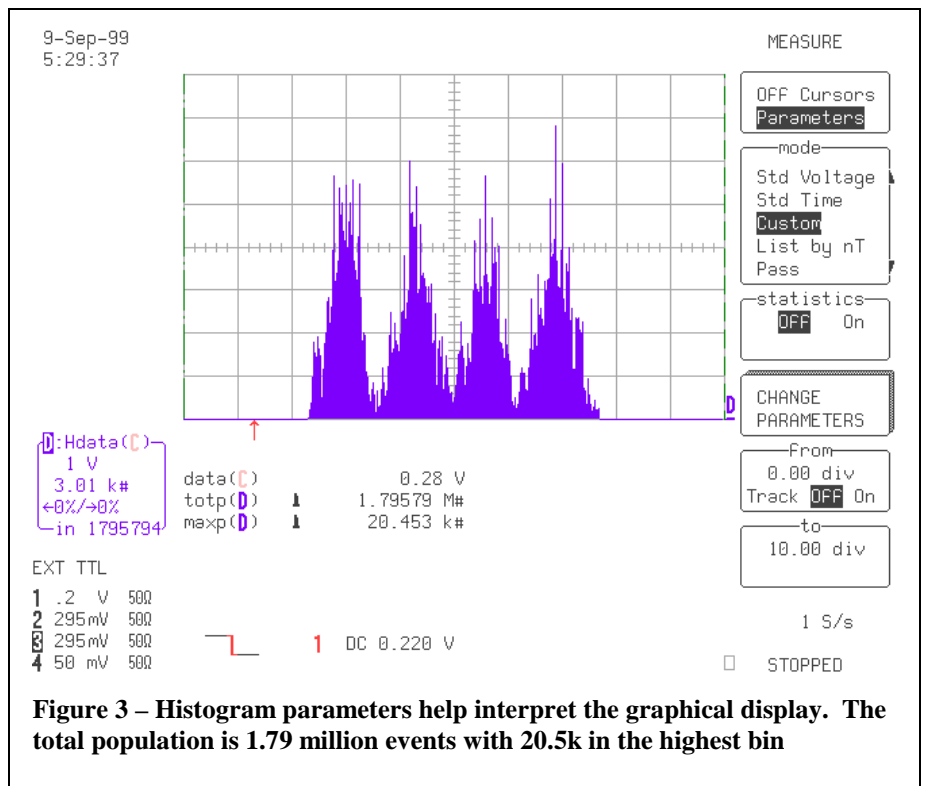 9-Sep-99
5:29:37
MEASURE
OFF Cursors
Parameters
mode
Std Voltage
Std Time
Custom
List by nT
Pass
statistics
OFF On
CHANGE
PARAMETERS
From
0.00 div
Track OFF On
to
10.00 div
1 S/s
STOPPED
D
D:Hdata(C)
1 V
3.01 k#
←0%/→0%
in 1795794
data(C) 0.28 V
totp(D) 1.79579 M#
maxp(D) 20.453 k#
EXT TTL
1 .2 V 50Ω
2 295mV 50Ω
3 295mV 50Ω
4 50 mV 50Ω
1 DC 0.220 V
Figure 3 – Histogram parameters help interpret the graphical display. The
total population is 1.79 million events with 20.5k in the highest bin